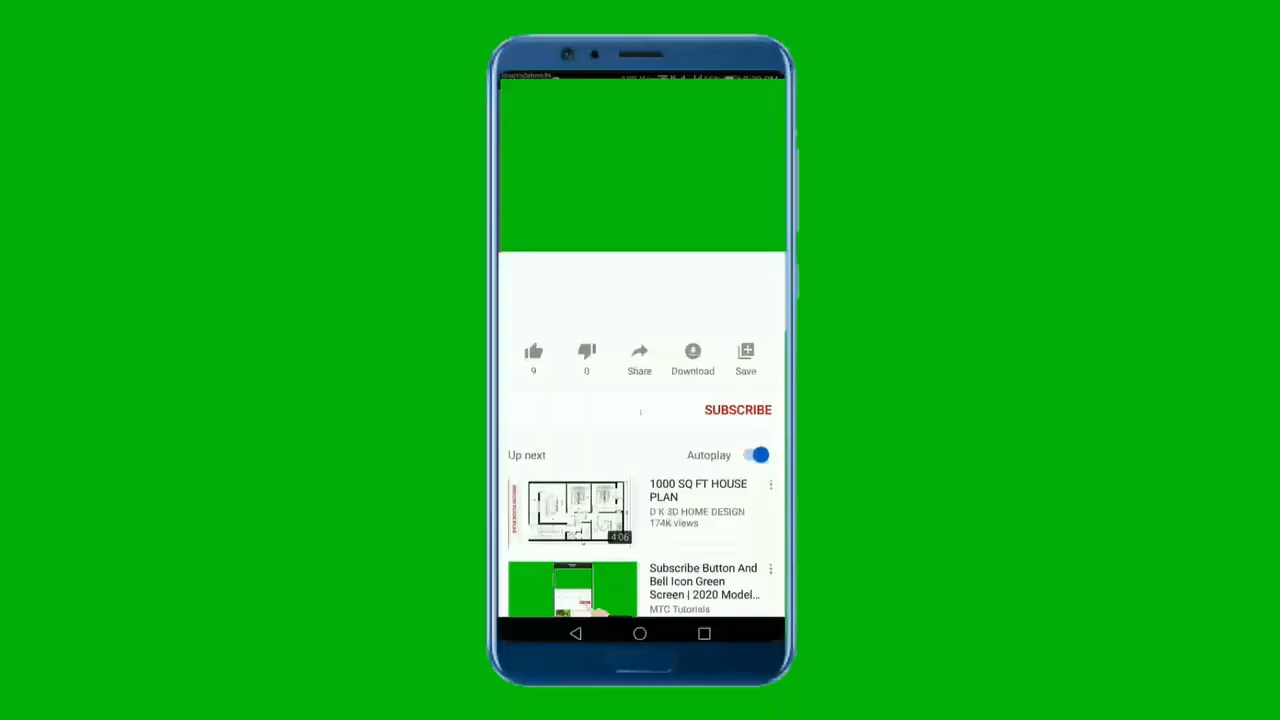 9
0
Share
Download
Save
SUBSCRIBE
Up next
Autoplay
1000 SQ FT HOUSE
PLAN
D K 3D HOME DESIGN
174K views
4:06
Subscribe Button And
Bell Icon Green
Screen | 2020 Model...
MTC Tutorials